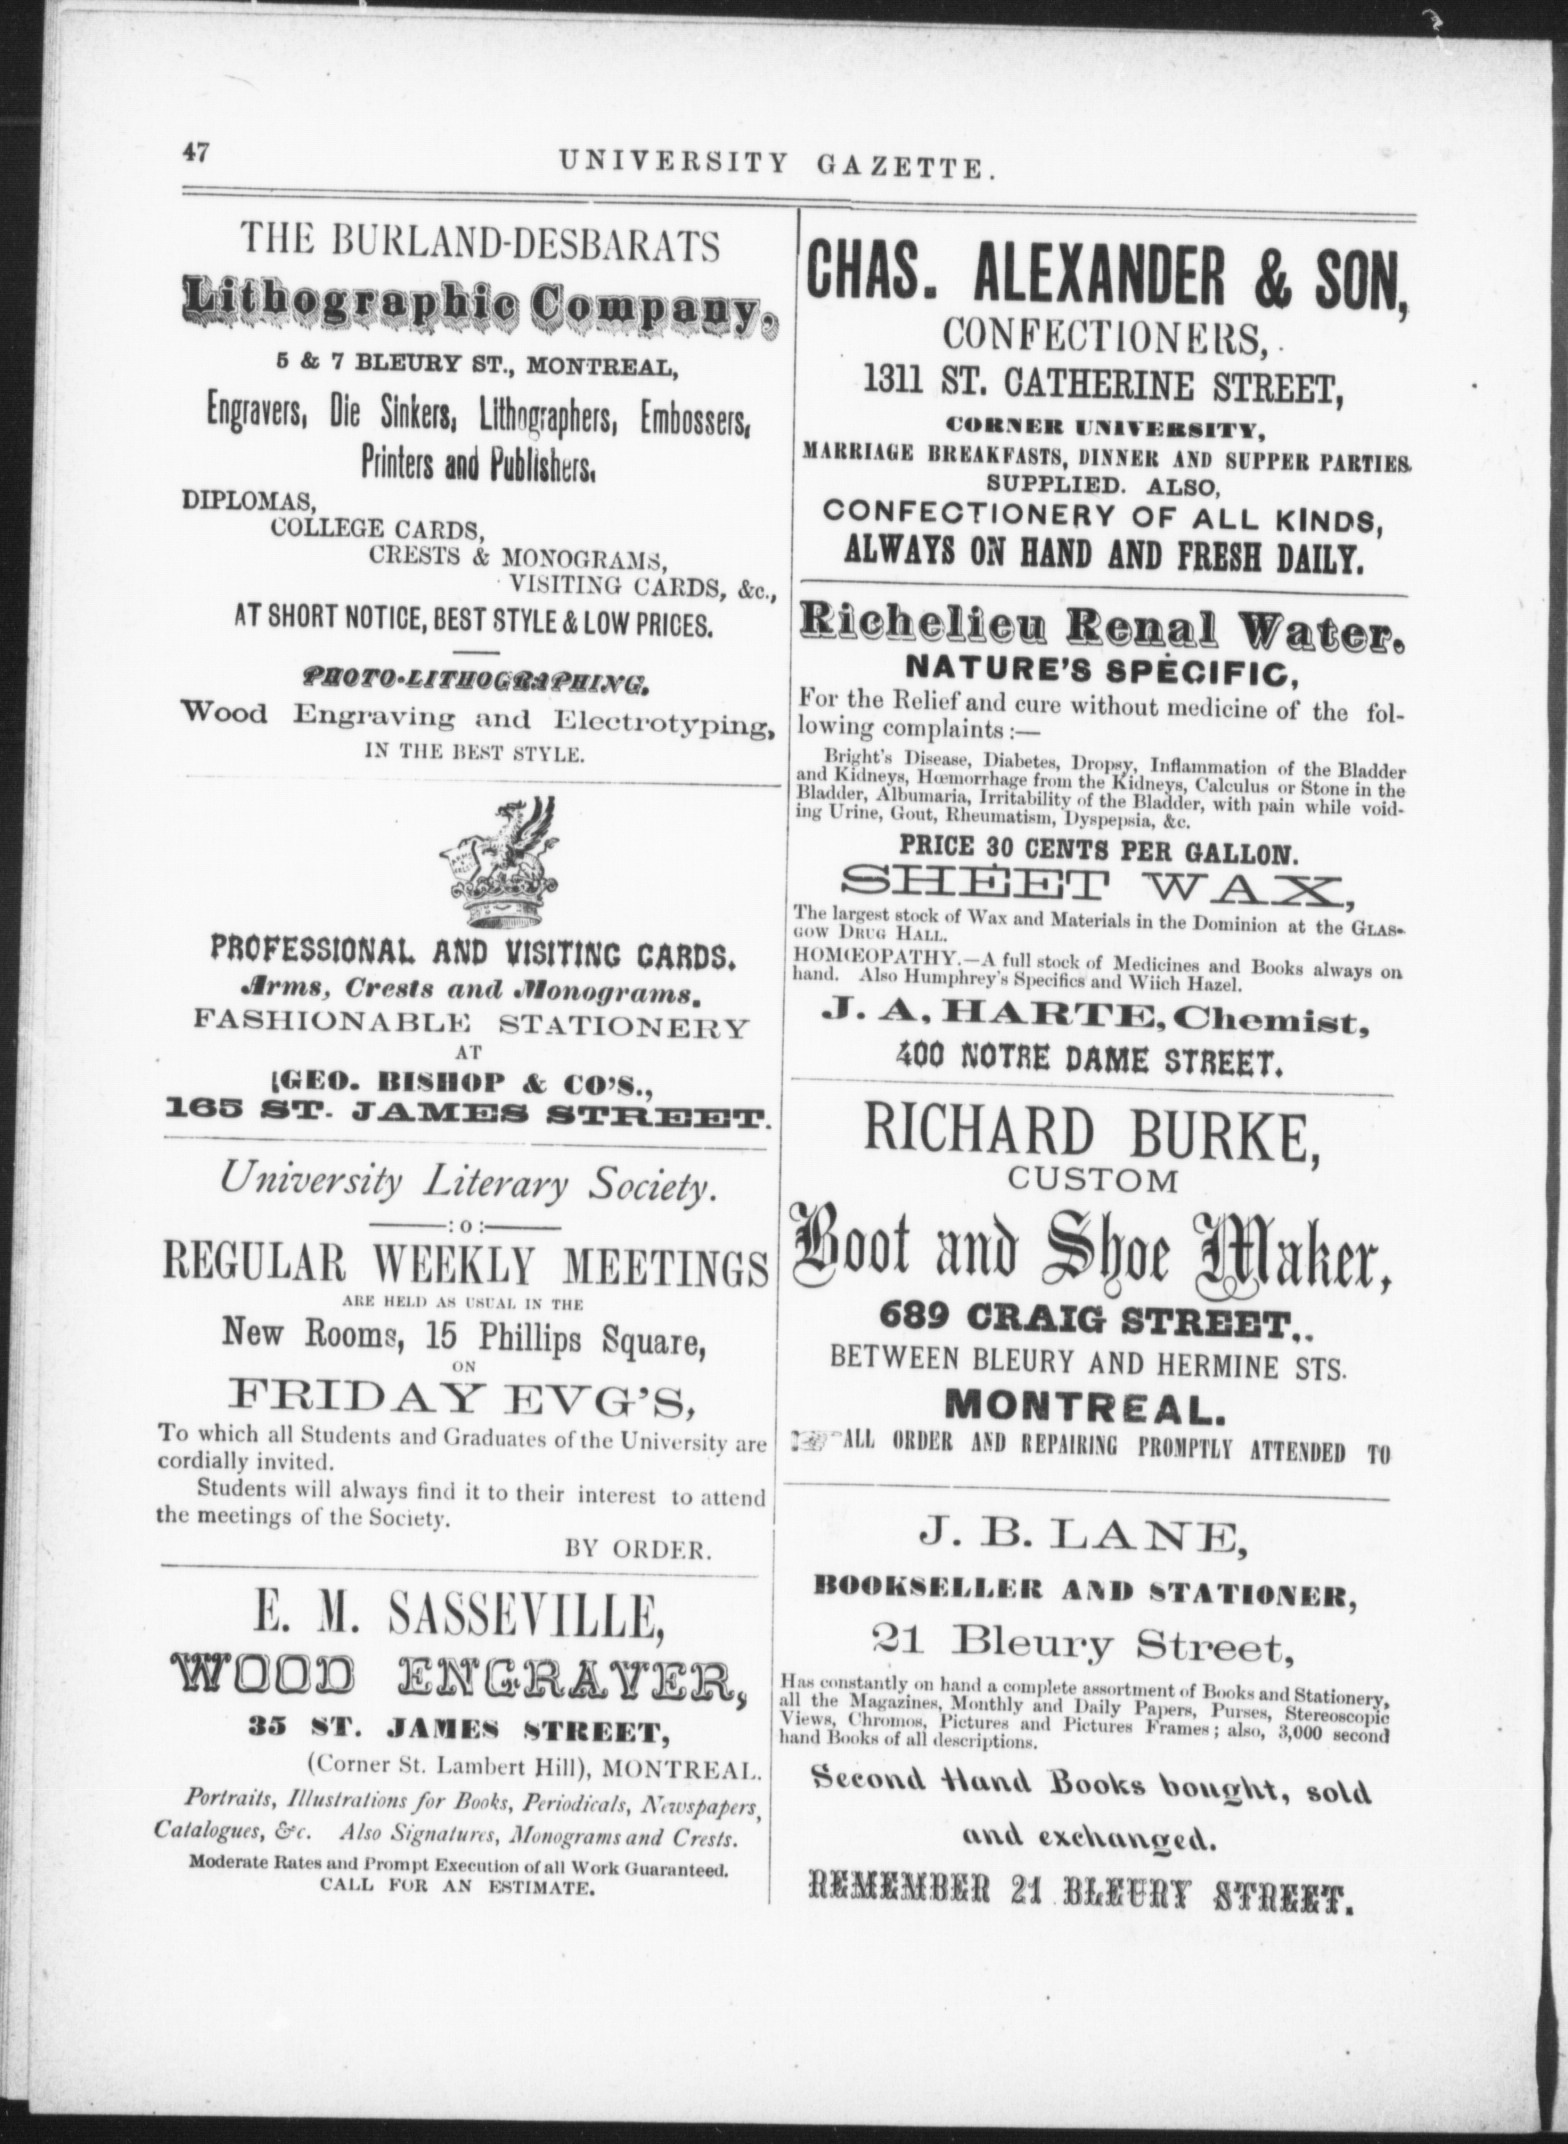 47
UNIVERSITY GAZETTE.
THE BURLAND-DESBARATS
Lithographic Company,
5 & 7 BLEURY ST., MONTREAL,
Engravers, Die Sinkers, Lithographers, Embossers,
Printers and Publishers.
DIPLOMAS,
COLLEGE CARDS,
CRESTS & MONOGRAMS,
VISITING CARDS, &c.,
AT SHORT NOTICE, BEST STYLE & LOW PRICES.
PHOTO-LITHOGRAPHING.
Wood Engraving and Electrotyping,
IN THE BEST STYLE.
PROFESSIONAL AND VISITING CARDS.
Arms, Crests and Monograms.
FASHIONABLE STATIONERY
AT
GEO. BISHOP & CO'S.,
165 ST. JAMES STREET.
University Literary Society.
:o:
REGULAR WEEKLY MEETINGS
ARE HELD AS USUAL IN THE
New Rooms, 15 Phillips Square,
ON
FRIDAY EVG'S,
To which all Students and Graduates of the University are
cordially invited.
Students will always find it to their interest to attend
the meetings of the Society.
BY ORDER.
E. M. SASSEVILLE,
WOOD ENGRAVER,
35 ST. JAMES STREET,
(Corner St. Lambert Hill), MONTREAL.
Portraits, Illustrations for Books, Periodicals, Newspapers,
Catalogues, &c. Also Signatures, Monograms and Crests.
Moderate Rates and Prompt Execution of all Work Guaranteed.
CALL FOR AN ESTIMATE.
CHAS. ALEXANDER & SON,
CONFECTIONERS,
1311 ST. CATHERINE STREET,
CORNER UNIVERSITY,
MARRIAGE BREAKFASTS, DINNER AND SUPPER PARTIES
SUPPLIED. ALSO,
CONFECTIONERY OF ALL KINDS,
ALWAYS ON HAND AND FRESH DAILY.
Richelieu Renal Water.
NATURE'S SPECIFIC,
For the Relief and cure without medicine of the fol-
lowing complaints :—
Bright's Disease, Diabetes, Dropsy, Inflammation of the Bladder
and Kidneys, Hœmorrhage from the Kidneys, Calculus or Stone in the
Bladder, Albumaria, Irritability of the Bladder, with pain while void-
ing Urine, Gout, Rheumatism, Dyspepsia, &c.
PRICE 30 CENTS PER GALLON.
SHEET WAX,
The largest stock of Wax and Materials in the Dominion at the GLAS-
GOW DRUG HALL.
HOMŒOPATHY.—A full stock of Medicines and Books always on
hand. Also Humphrey's Specifics and Wiich Hazel.
J. A. HARTE, Chemist,
400 NOTRE DAME STREET.
RICHARD BURKE,
CUSTOM
Boot and Shoe Maker,
689 CRAIG STREET,.
BETWEEN BLEURY AND HERMINE STS.
MONTREAL.
☞ALL ORDER AND REPAIRING PROMPTLY ATTENDED TO
J. B. LANE,
BOOKSELLER AND STATIONER,
21 Bleury Street,
Has constantly on hand a complete assortment of Books and Stationery,
all the Magazines, Monthly and Daily Papers, Purses, Stereoscopic
Views, Chromos, Pictures and Pictures Frames; also, 3,000 second
hand Books of all descriptions.
Second Hand Books bought, sold
and exchanged.
REMEMBER 21 BLEURY STREET.